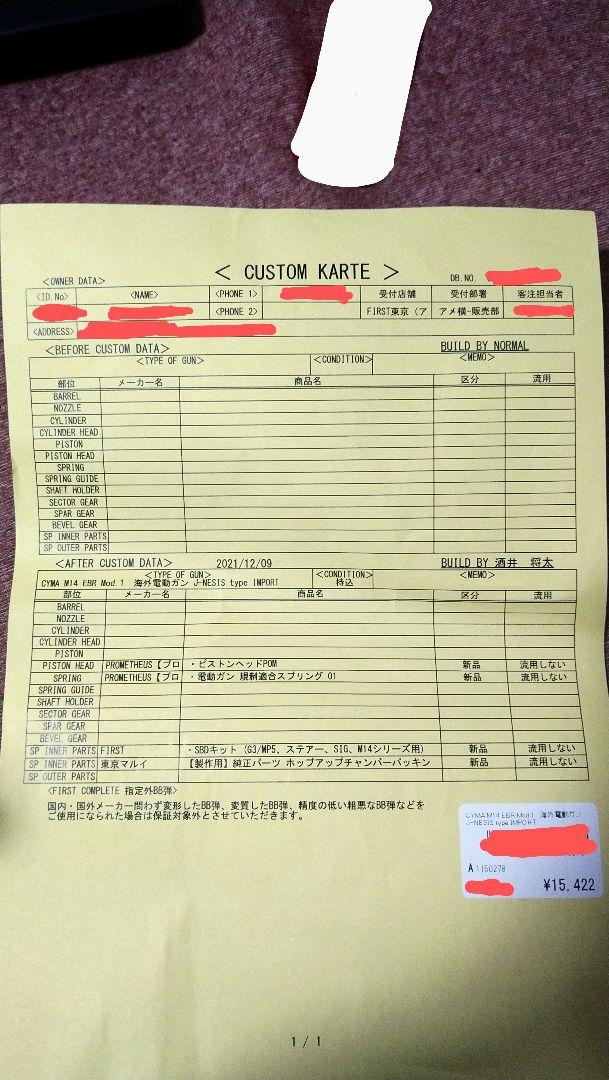 < CUSTOM KARTE >
<OWNER DATA> DB.NO
<ID.No> <NAME> <PHONE 1> 受付店舗 受付部署 客注担当者
<PHONE 2> FIRST東京（ア アメ横-販売部
<ADDRESS>
<BEFORE CUSTOM DATA> BUILD BY NORMAL
<TYPE OF GUN> <CONDITION> <MEMO>
部位 メーカー名 商品名 区分 流用
BARREL
NOZZLE
CYLINDER
CYLINDER HEAD
PISTON
PISTON HEAD
SPRING
SPRING GUIDE
SHAFT HOLDER
SECTOR GEAR
SPAR GEAR
BEVEL GEAR
SP INNER PARTS
SP OUTER PARTS
<AFTER CUSTOM DATA> 2021/12/09 BUILD BY 酒井 将太
<TYPE OF GUN> <CONDITION> <MEMO>
CYMA M14 EBR Mod.1 海外電動ガン J-NESIS type IMPORT 持込
部位 メーカー名 商品名 区分 流用
BARREL
NOZZLE
CYLINDER
CYLINDER HEAD
PISTON
PISTON HEAD PROMETHEUS【プロ ・ピストンヘッドPOM 新品 流用しない
SPRING PROMETHEUS【プロ ・電動ガン 規制適合スプリング 01 新品 流用しない
SPRING GUIDE
SHAFT HOLDER
SECTOR GEAR
SPAR GEAR
BEVEL GEAR
SP INNER PARTS FIRST ・SBDキット（G3/MP5、ステアー、SIG、M14シリーズ用） 新品 流用しない
SP INNER PARTS 東京マルイ 【製作用】純正パーツ ホップアップチャンバーパッキン 新品 流用しない
SP OUTER PARTS
<FIRST COMPLETE 指定外BB弾>
国内・国外メーカー問わず変形したBB弾、変質したBB弾、精度の低い粗悪なBB弾などを
ご使用になられた場合は保証対象外とさせていただきます。
CYMA M14 EBR Mod.1 海外電動ガン
J-NESIS type IMPORT
A 1150278
¥15,422
1 / 1